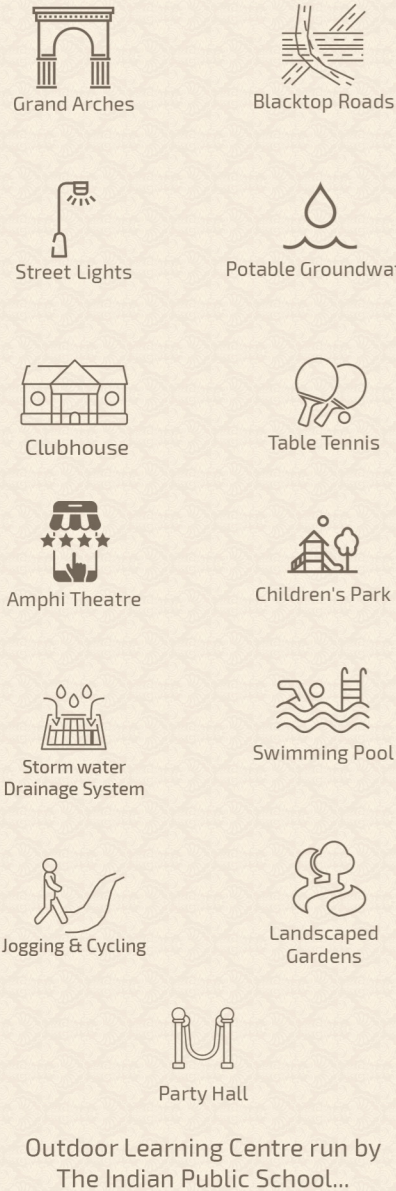 Grand Arches
Blacktop Roads
Street Lights
Potable Groundwat
Clubhouse
Table Tennis
Amphi Theatre
Children's Park
Storm water
Drainage System
Swimming Pool
Jogging & Cycling
Landscaped
Gardens
Party Hall
Outdoor Learning Centre run by
The Indian Public School...